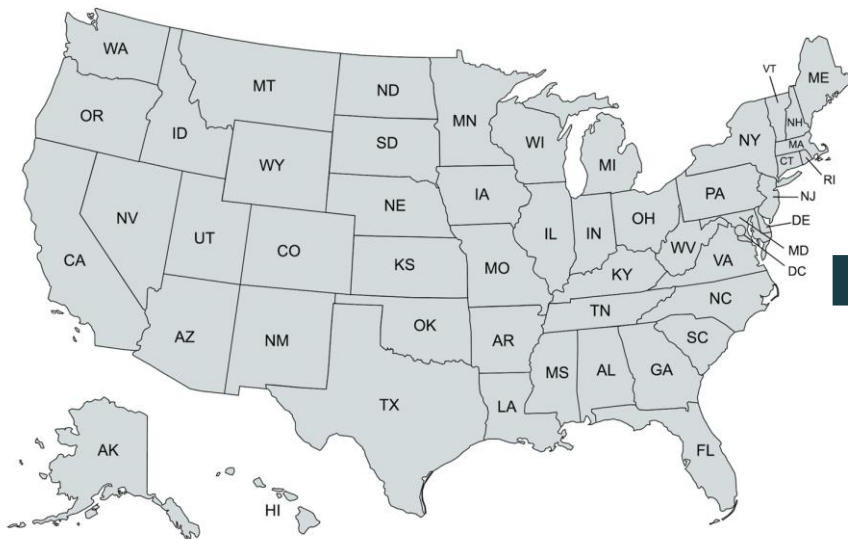 WA
MT
ND
MN
VT
ME
OR
ID
SD
WI
MI
NY
NH
MA
CT
RI
WY
IA
PA
NJ
NE
OH
DE
NV
UT
CO
IL
IN
WV
MD
CA
KS
MO
KY
VA
DC
NC
TN
AZ
NM
OK
AR
SC
MS
AL
GA
TX
LA
FL
AK
HI